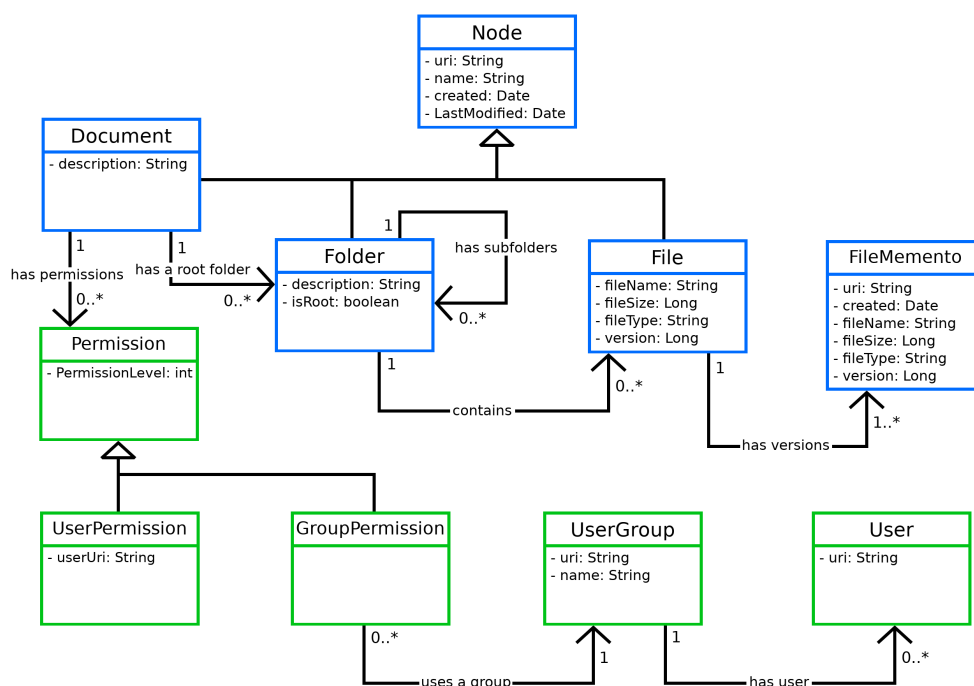 Node
- uri: String
- name: String
- created: Date
- LastModified: Date
Document
- description: String
1
has permissions
0..*
1
has a root folder
0..*
Folder
- description: String
- isRoot: boolean
1
has subfolders
0..*
File
- fileName: String
- fileSize: Long
- fileType: String
- version: Long
FileMemento
- uri: String
- created: Date
- fileName: String
- fileSize: Long
- fileType: String
- version: Long
1
contains
0..*
1
has versions
1..*
Permission
- PermissionLevel: int
UserPermission
- userUri: String
GroupPermission
UserGroup
- uri: String
- name: String
User
- uri: String
0..*
uses a group
1
1
has user
0..*